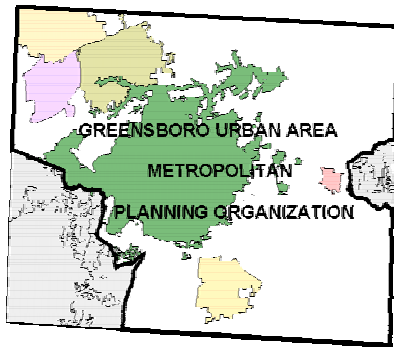 GREENSBORO URBAN AREA
METROPOLITAN
PLANNING ORGANIZATION